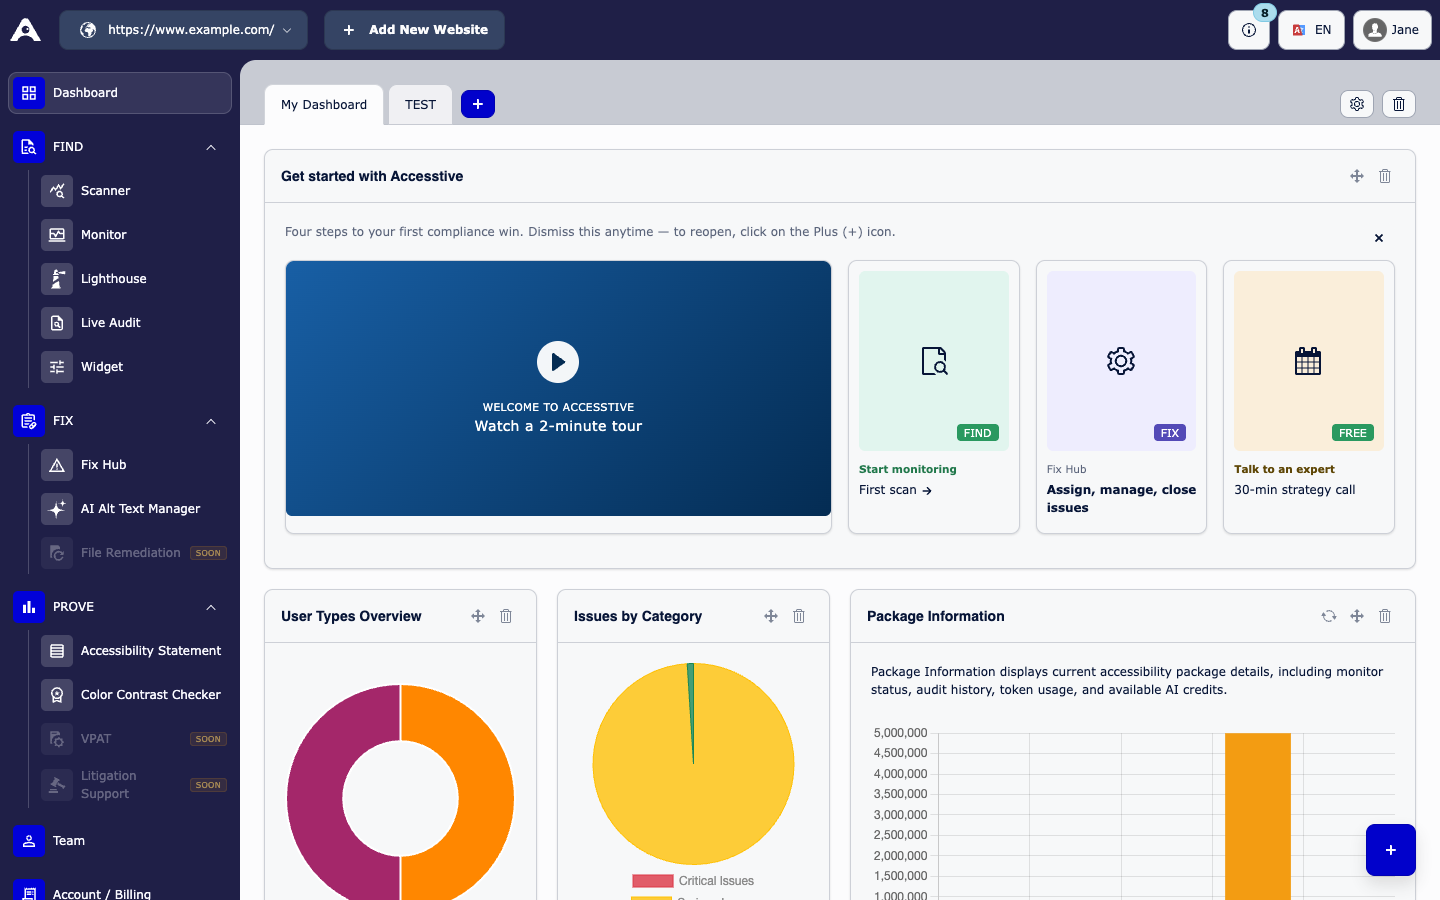 https://www.example.com/
Add New Website
8
EN
Jane
Dashboard
FIND
Scanner
Monitor
Lighthouse
Live Audit
Widget
FIX
Fix Hub
AI Alt Text Manager
File Remediation SOON
PROVE
Accessibility Statement
Color Contrast Checker
VPAT SOON
Litigation
Support
SOON
Team
Account / Billing
My Dashboard
TEST
+
Get started with Accesstive
Four steps to your first compliance win. Dismiss this anytime — to reopen, click on the Plus (+) icon.
WELCOME TO ACCESSTIVE
Watch a 2-minute tour
FIND
Start monitoring
First scan →
FIX
Fix Hub
Assign, manage, close
issues
FREE
Talk to an expert
30-min strategy call
User Types Overview
Issues by Category
Critical Issues
Package Information
Package Information displays current accessibility package details, including monitor
status, audit history, token usage, and available AI credits.
5,000,000
4,500,000
4,000,000
3,500,000
3,000,000
2,500,000
2,000,000
1,500,000
1,000,000
+